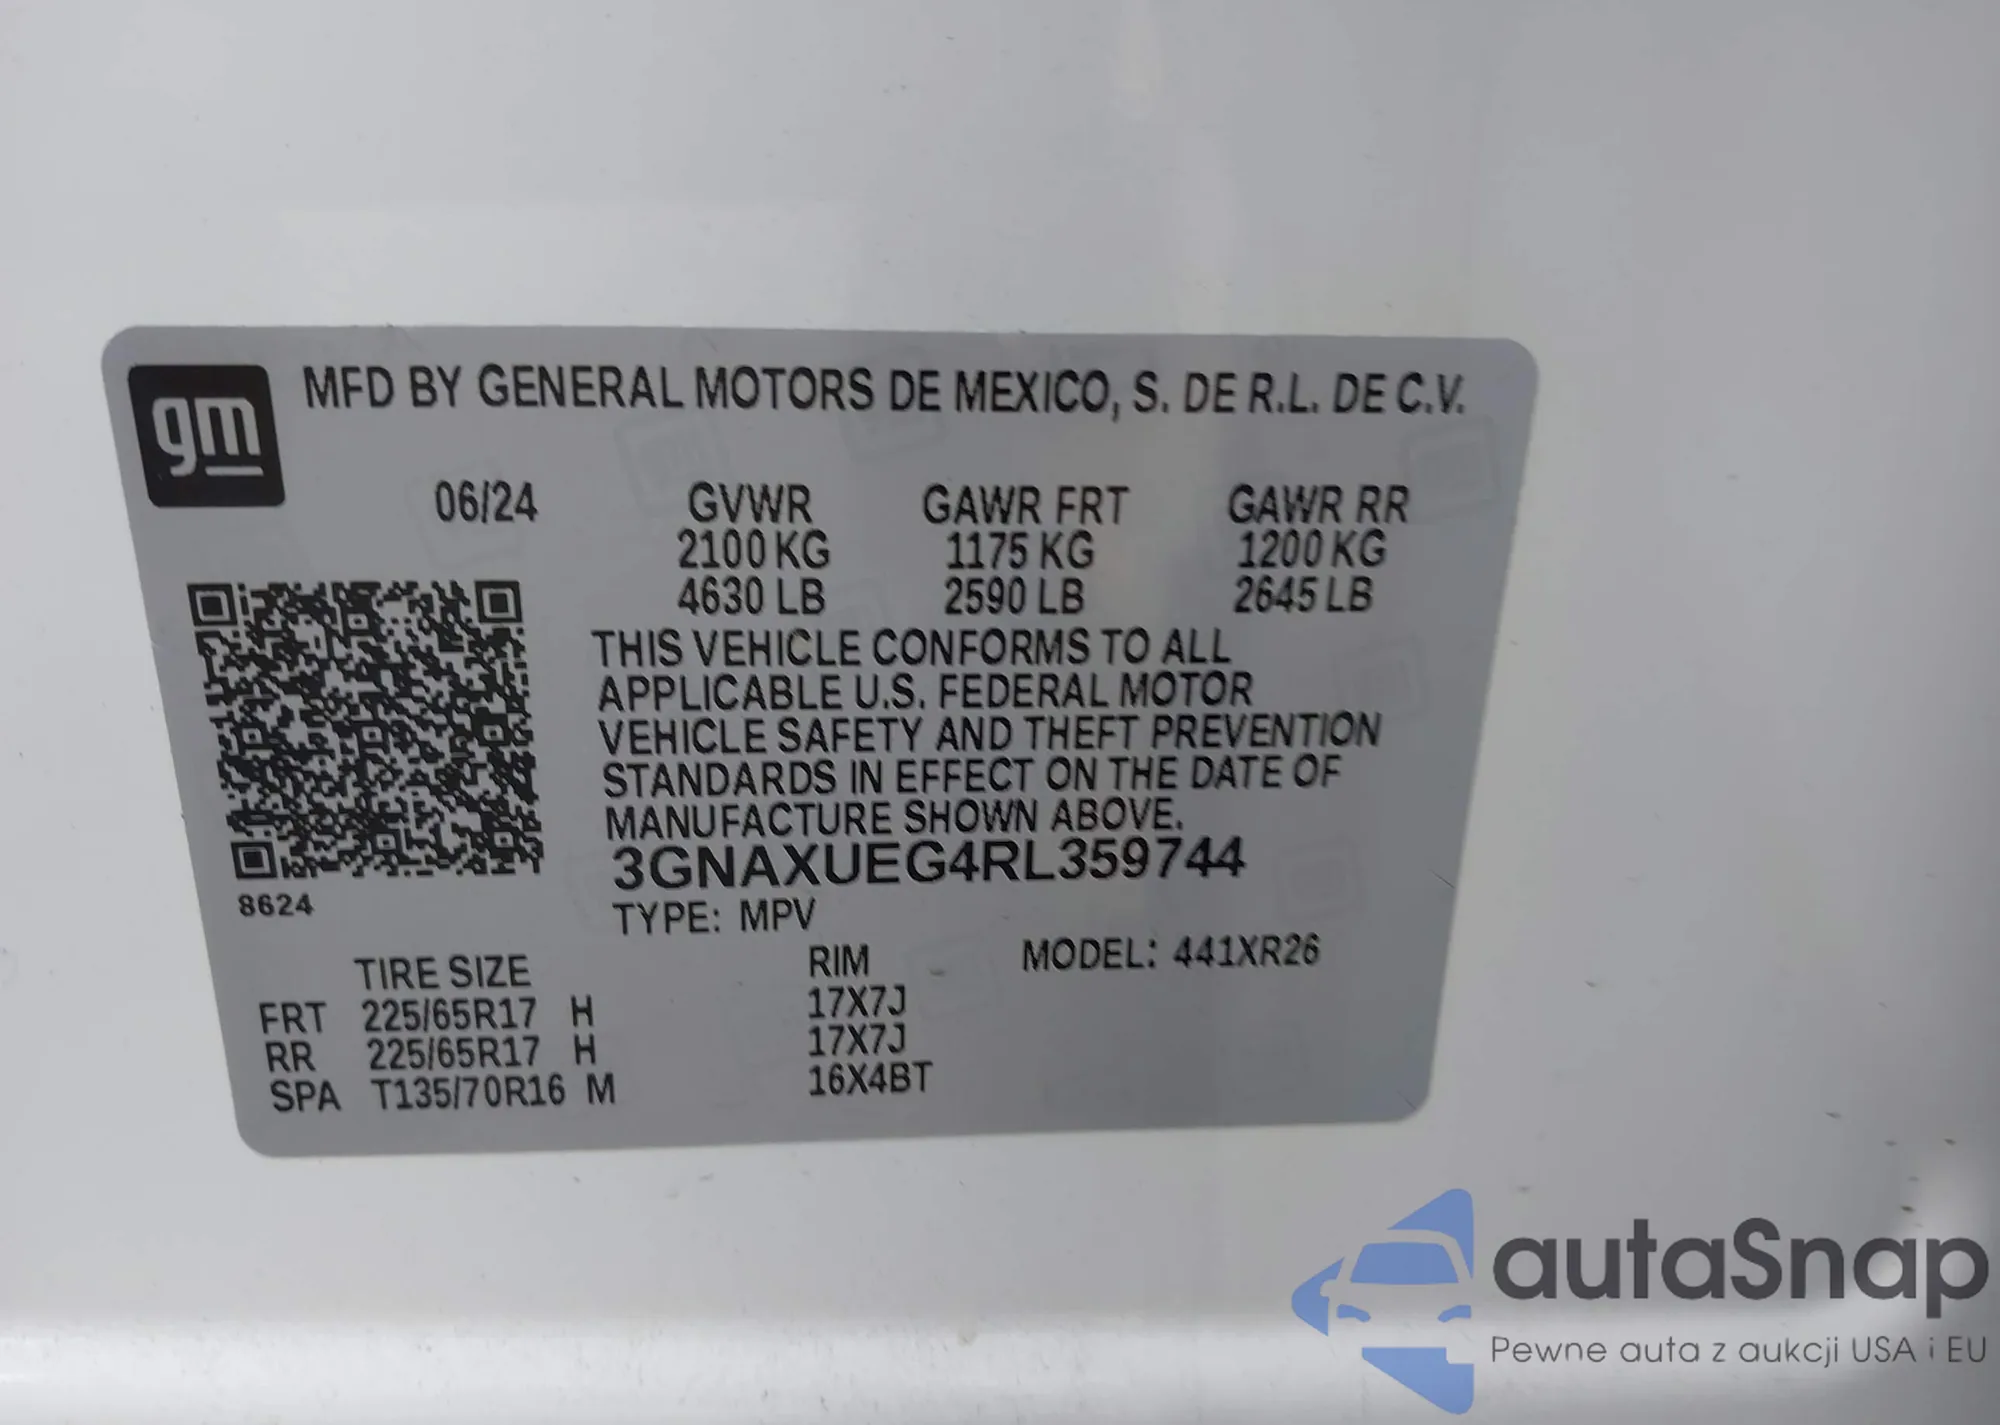 gm
MFD BY GENERAL MOTORS DE MEXICO, S. DE R.L. DE C.V.
06/24 GVWR GAWR FRT GAWR RR
2100 KG 1175 KG 1200 KG
4630 LB 2590 LB 2645 LB
THIS VEHICLE CONFORMS TO ALL
APPLICABLE U.S. FEDERAL MOTOR
VEHICLE SAFETY AND THEFT PREVENTION
STANDARDS IN EFFECT ON THE DATE OF
MANUFACTURE SHOWN ABOVE.
3GNAXUEG4RL359744
8624
TYPE: MPV
TIRE SIZE RIM MODEL: 441XR26
FRT 225/65R17 H 17X7J
RR 225/65R17 H 17X7J
SPA T135/70R16 M 16X4BT
autaSnap
Pewne auta z aukcji USA i EU